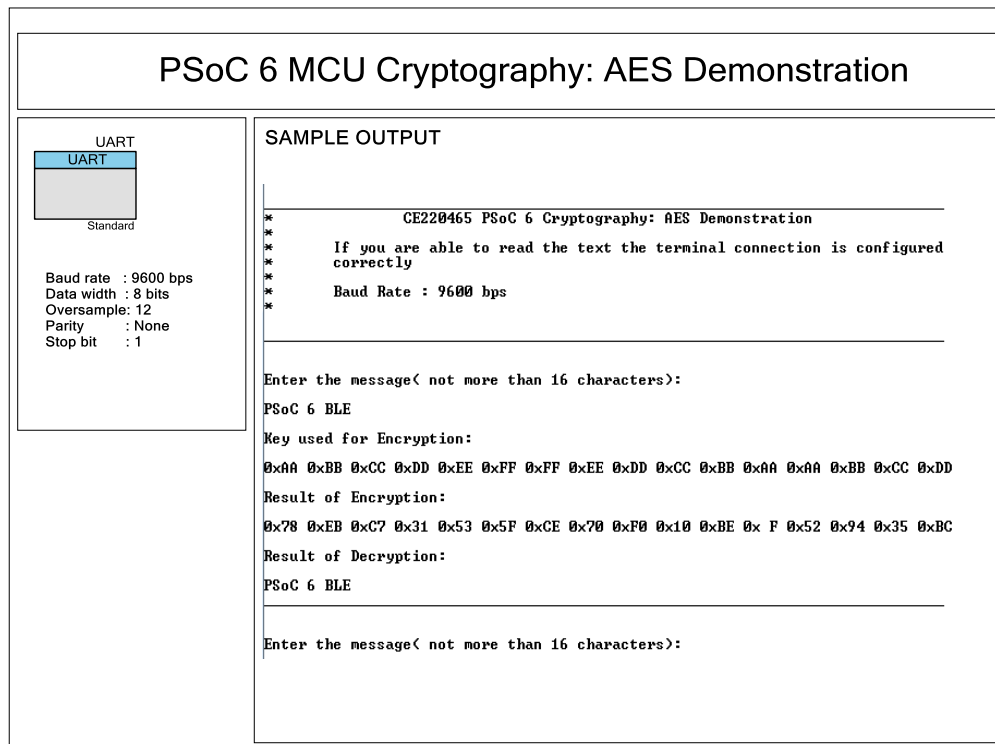 PSoC 6 MCU Cryptography: AES Demonstration
UART
UART
Standard
Baud rate : 9600 bps
Data width : 8 bits
Oversample: 12
Parity : None
Stop bit : 1
SAMPLE OUTPUT
* CE220465 PSoC 6 Cryptography: AES Demonstration
*
* If you are able to read the text the terminal connection is configured
* correctly
*
* Baud Rate : 9600 bps
*
Enter the message( not more than 16 characters):
PSoC 6 BLE
Key used for Encryption:
0xAA 0xBB 0xCC 0xDD 0xEE 0xFF 0xFF 0xEE 0xDD 0xCC 0xBB 0xAA 0xAA 0xBB 0xCC 0xDD
Result of Encryption:
0x78 0xEB 0xC7 0x31 0x53 0x5F 0xCE 0x70 0xF0 0x10 0xBE 0x F 0x52 0x94 0x35 0xBC
Result of Decryption:
PSoC 6 BLE
Enter the message( not more than 16 characters):